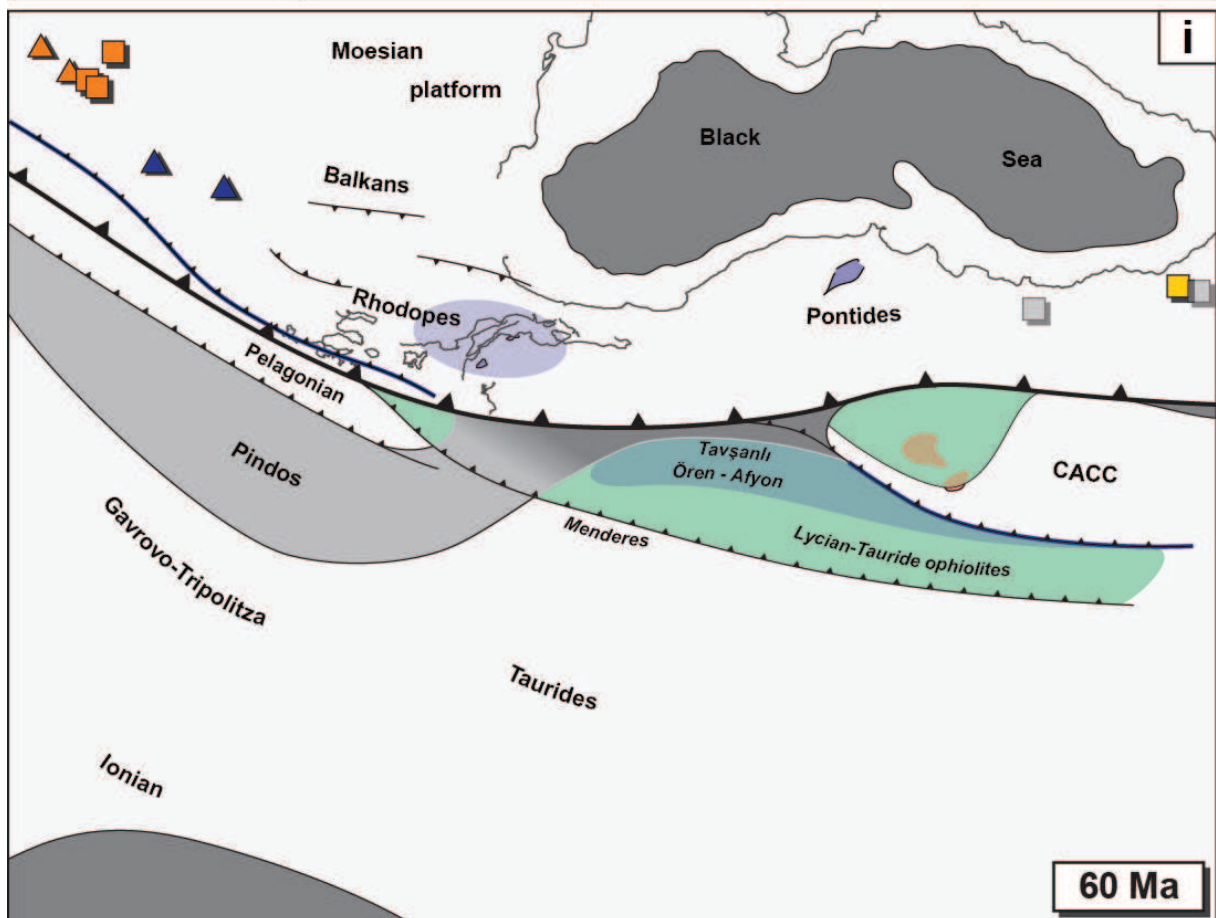 i
Moesian
platform
Black
Sea
Balkans
Rhodopes
Pontides
Pelagonian
Pindos
Tavşanlı
Ören - Afyon
CACC
Menderes
Lycian-Tauride ophiolites
Gavrovo-Tripolitza
Taurides
Ionian
60 Ma